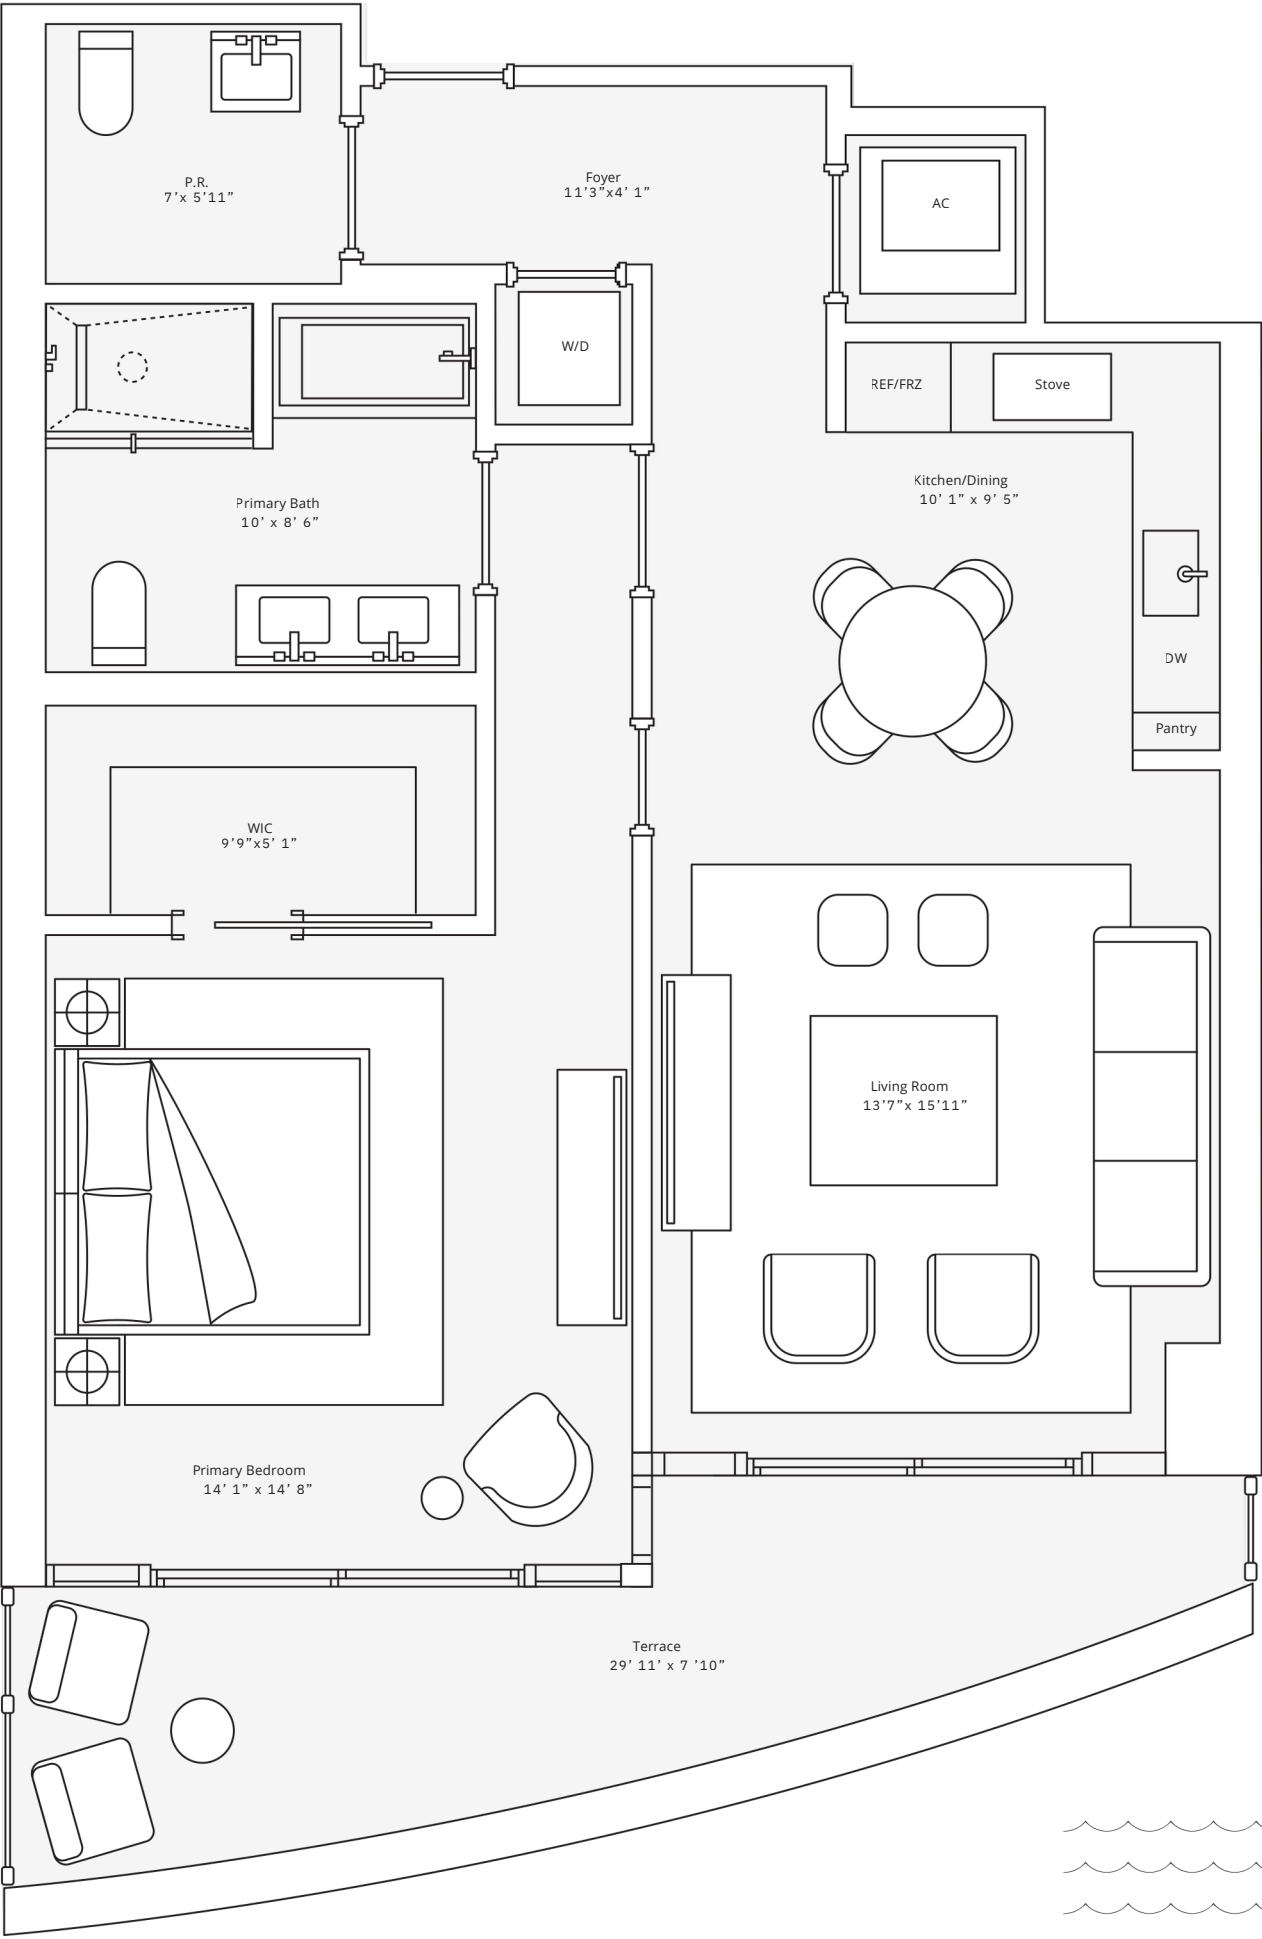 P.R.
7’x 5’11”
Foyer
11’3”x4’ 1”
AC
W/D
REF/FRZ
Stove
Kitchen/Dining
10’ 1” x 9’ 5”
Primary Bath
10’ x 8’ 6”
DW
Pantry
WIC
9’9”x5’ 1”
Living Room
13’7”x 15’11”
Primary Bedroom
14’ 1” x 14’ 8”
Terrace
29’ 11’ x 7 ’10”